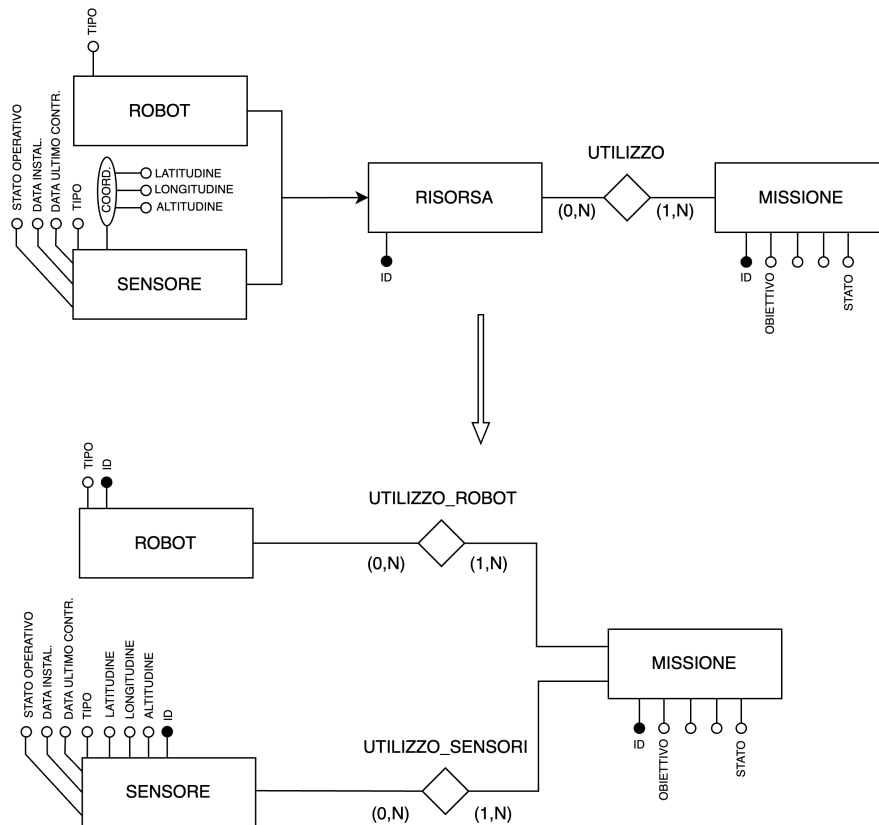 TIPO
ROBOT
STATO OPERATIVO
DATA INSTAL.
DATA ULTIMO CONTR.
TIPO
COORD.
LATITUDINE
LONGITUDINE
ALTITUDINE
SENSORE
RISORSA
ID
UTILIZZO
(0,N)
(1,N)
MISSIONE
ID
OBIETTIVO
STATO
TIPO
ID
ROBOT
UTILIZZO_ROBOT
(0,N)
(1,N)
STATO OPERATIVO
DATA INSTAL.
DATA ULTIMO CONTR.
TIPO
LATITUDINE
LONGITUDINE
ALTITUDINE
ID
SENSORE
UTILIZZO_SENSORI
(0,N)
(1,N)
MISSIONE
ID
OBIETTIVO
STATO